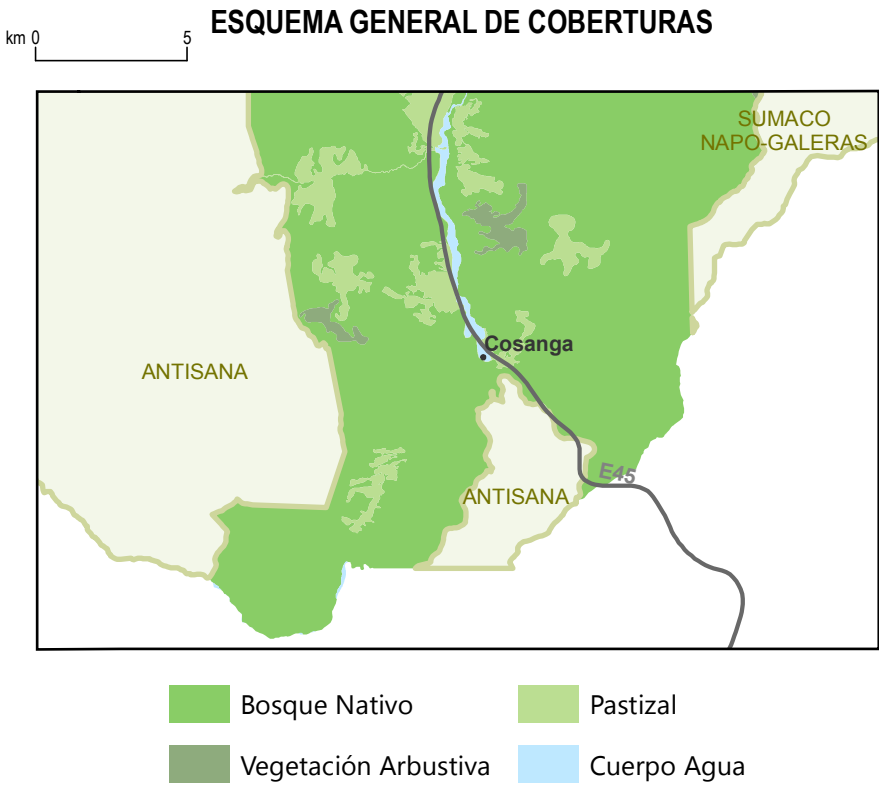 ESQUEMA GENERAL DE COBERTURAS
km 0 5
SUMACO
NAPO-GALERAS
Cosanga
ANTISANA
E45
ANTISANA
Bosque Nativo
Pastizal
Vegetación Arbustiva
Cuerpo Agua